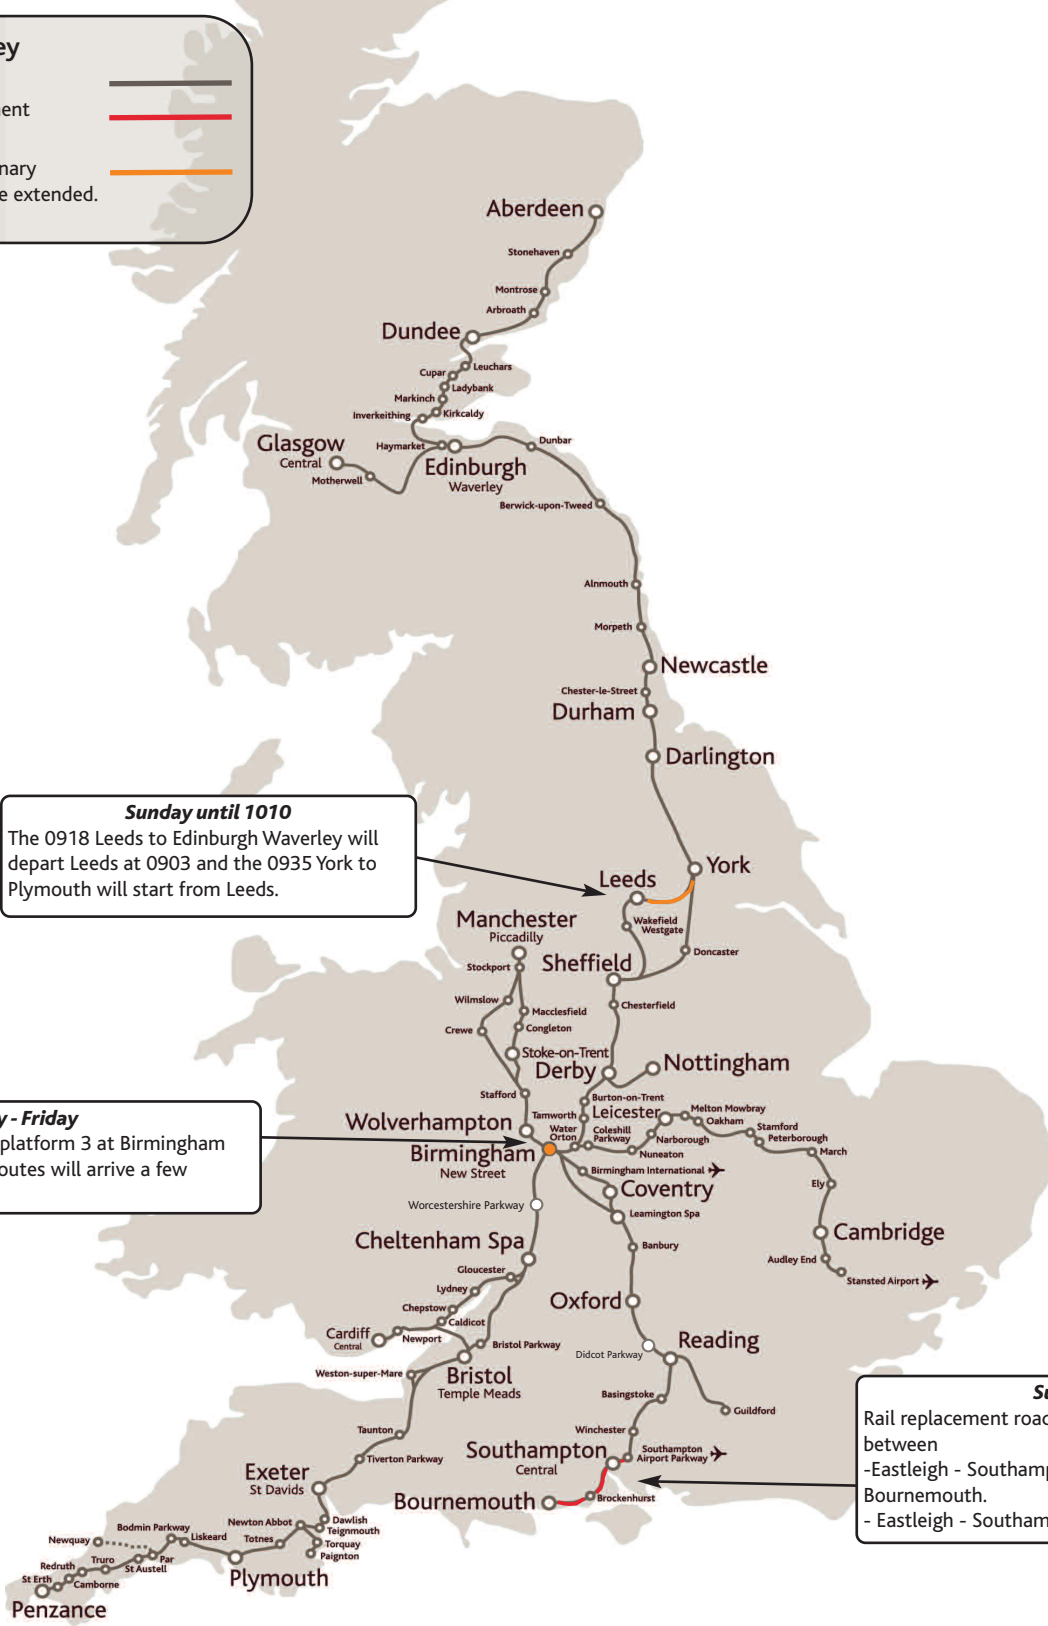 ey
ent
nary
e extended.
Aberdeen
Stonehaven
Montrose
Arbroath
Dundee
Leuchars
Cupar
Ladybank
Markinch
Kirkcaldy
Inverkeithing
Haymarket
Dunbar
Glasgow
Central
Motherwell
Edinburgh
Waverley
Berwick-upon-Tweed
Alnmouth
Morpeth
Newcastle
Chester-le-Street
Durham
Darlington
Sunday until 1010
The 0918 Leeds to Edinburgh Waverley will
depart Leeds at 0903 and the 0935 York to
Plymouth will start from Leeds.
York
Leeds
Wakefield
Westgate
Manchester
Piccadilly
Doncaster
Stockport
Sheffield
Wilmslow
Chesterfield
Macclesfield
Crewe
Congleton
Stoke-on-Trent
Derby
Nottingham
Stafford
Burton-on-Trent
y - Friday
platform 3 at Birmingham
outes will arrive a few
Wolverhampton
Tamworth
Leicester
Melton Mowbray
Oakham
Water
Orton
Coleshill
Parkway
Stamford
Peterborough
Narborough
March
Birmingham
New Street
Nuneaton
Birmingham International
Ely
Coventry
Worcestershire Parkway
Leamington Spa
Cambridge
Cheltenham Spa
Banbury
Audley End
Gloucester
Stansted Airport
Lydney
Oxford
Chepstow
Caldicot
Cardiff
Central
Newport
Bristol Parkway
Didcot Parkway
Reading
Weston-super-Mare
Bristol
Temple Meads
Basingstoke
Guildford
Su
Rail replacement road
between
-Eastleigh - Southamp
Bournemouth.
- Eastleigh - Southam
Taunton
Winchester
Tiverton Parkway
Southampton
Central
Southampton
Airport Parkway
Exeter
St Davids
Bournemouth
Brockenhurst
Newton Abbot
Dawlish
Teignmouth
Bodmin Parkway
Newquay
Liskeard
Totnes
Torquay
Paignton
Par
Truro
St Austell
Redruth
St Erth
Camborne
Plymouth
Penzance